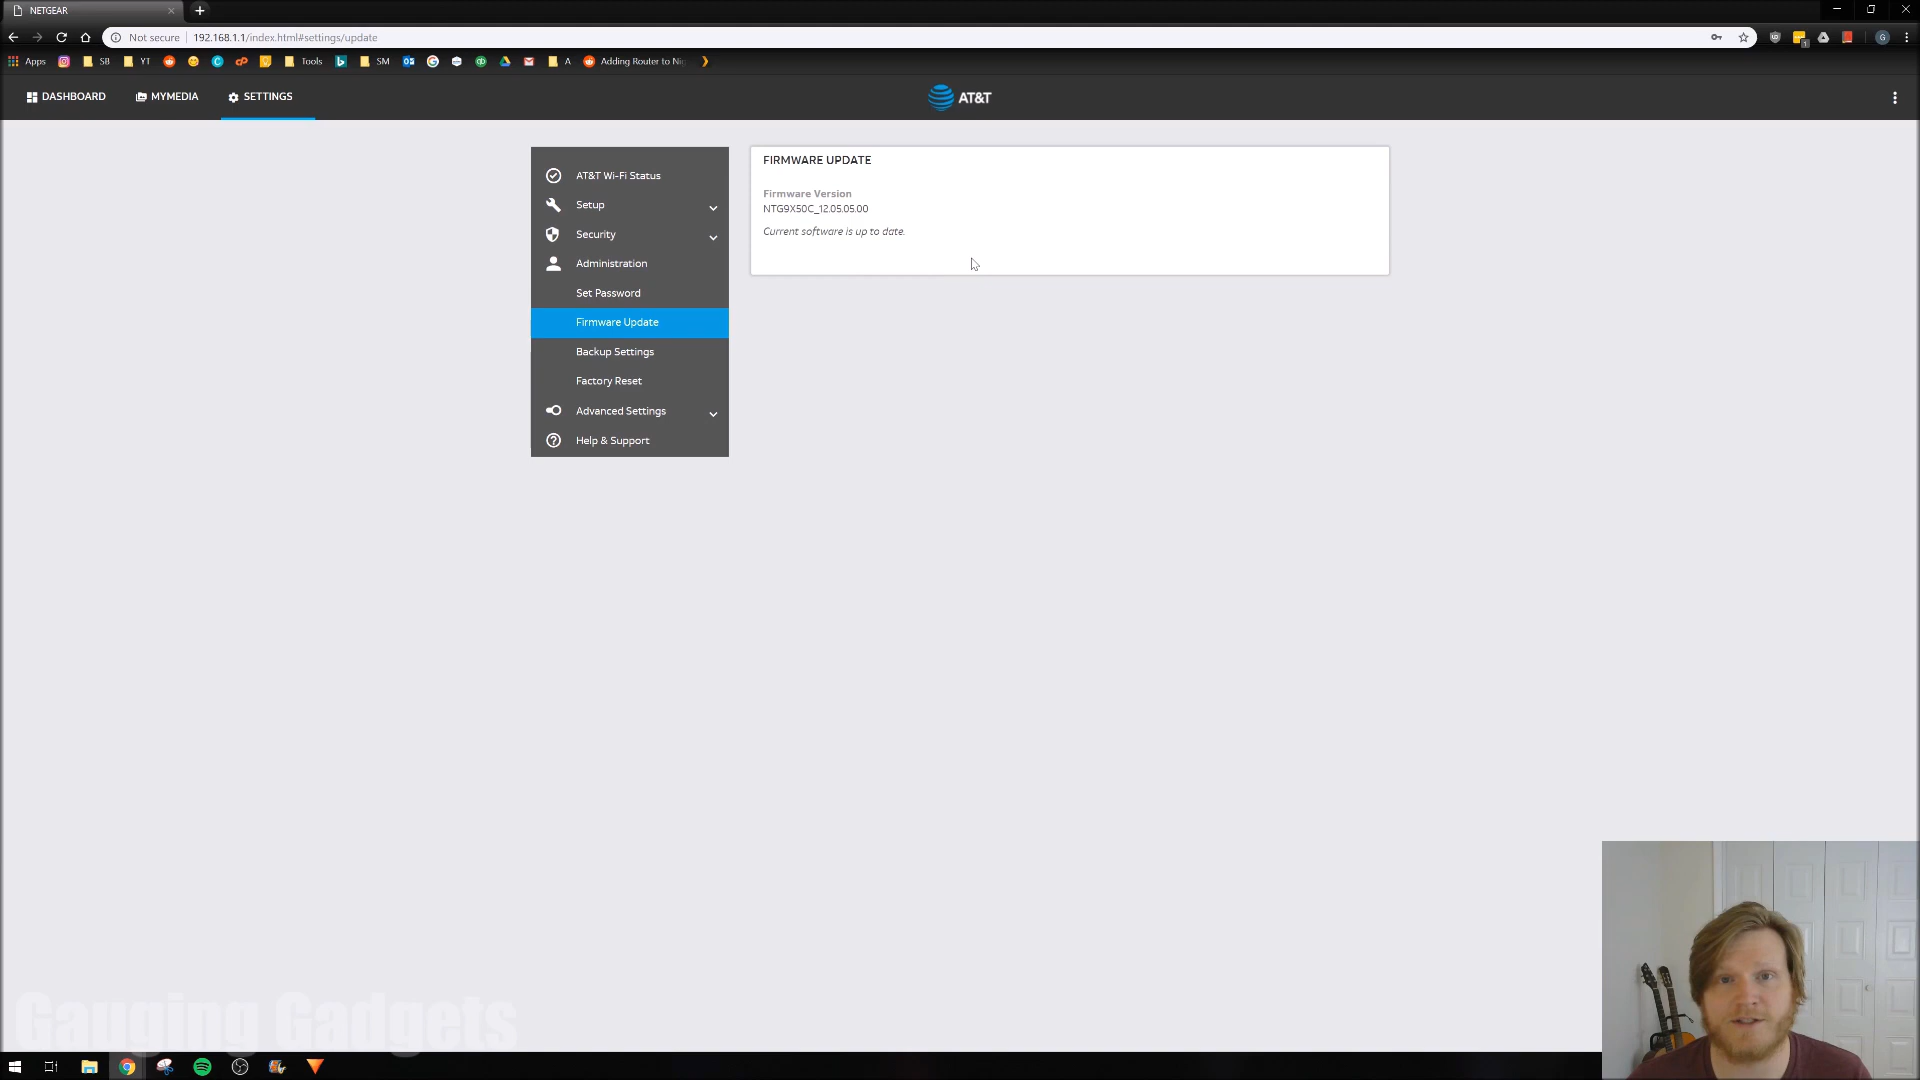 NETGEAR
Not secure
192.168.1.1/index.html#settings/update
Apps
SB
YT
Tools
SM
A
Adding Router to Ni
DASHBOARD
MYMEDIA
SETTINGS
AT&T
AT&T Wi-Fi Status
Setup
Security
Administration
Set Password
Firmware Update
Backup Settings
Factory Reset
Advanced Settings
Help & Support
FIRMWARE UPDATE
Firmware Version
NTG9X50C_12.05.05.00
Current software is up to date.
Gauging Gadgets